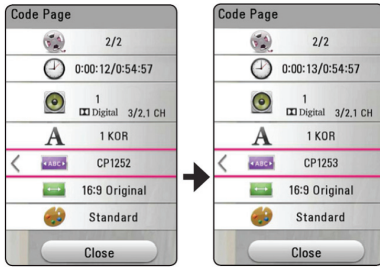 Code Page
2/2
0:00:12/0:54:57
1
Digital 3/2.1 CH
A
1 KOR
ABC
CP1252
16:9 Original
Standard
Close
Code Page
2/2
0:00:13/0:54:57
1
Digital 3/2.1 CH
A
1 KOR
ABC
CP1253
16:9 Original
Standard
Close